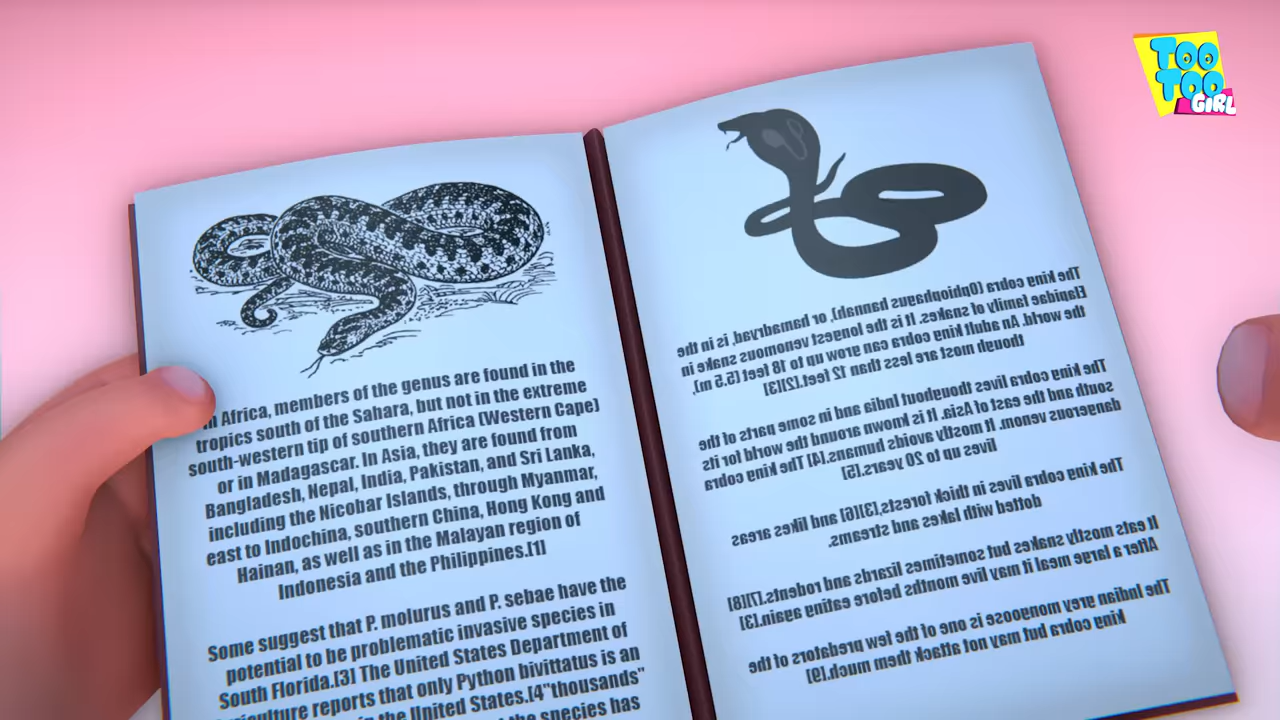 TOO
TOO
GIRL
In Africa, members of the genus are found in the
tropics south of the Sahara, but not in the extreme
south-western tip of southern Africa (Western Cape)
or in Madagascar. In Asia, they are found from
Bangladesh, Nepal, India, Pakistan, and Sri Lanka,
including the Nicobar Islands, through Myanmar,
east to Indochina, southern China, Hong Kong and
Hainan, as well as in the Malayan region of
Indonesia and the Philippines.[1]
Some suggest that P. molurus and P. sebae have the
potential to be problematic invasive species in
South Florida.[3] The United States Department of
reports that only Python bivittatus is an
in the United States.[4"thousands"
the species has
The king cobra (Ophiophagus hannah), or hamadryad, is in the
Elapidae family of snakes. It is the longest venomous snake in
the world. An adult king cobra can grow up to 18 feet (5.5 m),
though most are less than 12 feet.[2][3]
The king cobra lives thoughout India and in some parts of the
south and the east of Asia. It is known around the world for its
dangerous venom. It mostly avoids humans.[4] The king cobra
lives up to 20 years.[5]
The king cobra lives in thick forests,[3][6] and likes areas
dotted with lakes and streams.
It eats mostly snakes but sometimes lizards and rodents.[7][8]
After a large meal it may live months before eating again.[3]
The Indian grey mongoose is one of the few predators of the
king cobra but may not attack them much.[9]